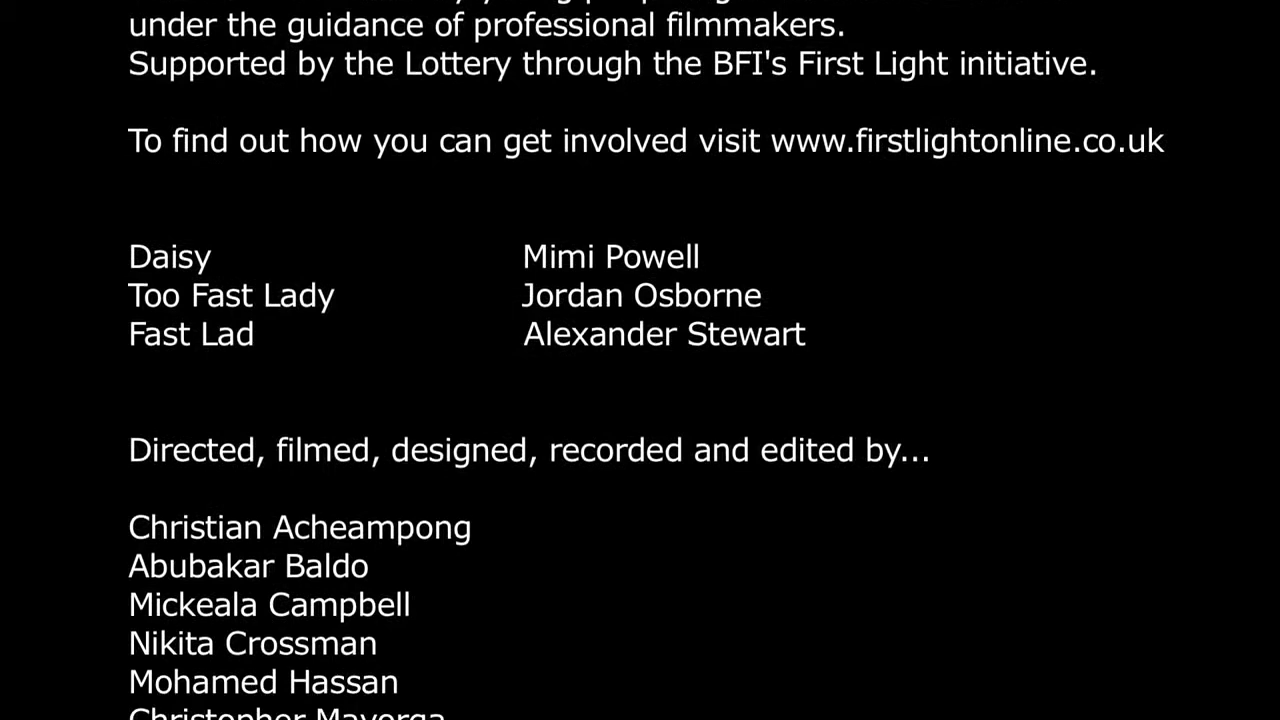 under the guidance of professional filmmakers.
Supported by the Lottery through the BFI's First Light initiative.
To find out how you can get involved visit www.firstlightonline.co.uk
Daisy Mimi Powell
Too Fast Lady Jordan Osborne
Fast Lad Alexander Stewart
Directed, filmed, designed, recorded and edited by...
Christian Acheampong
Abubakar Baldo
Mickeala Campbell
Nikita Crossman
Mohamed Hassan
Christopher Mayorga